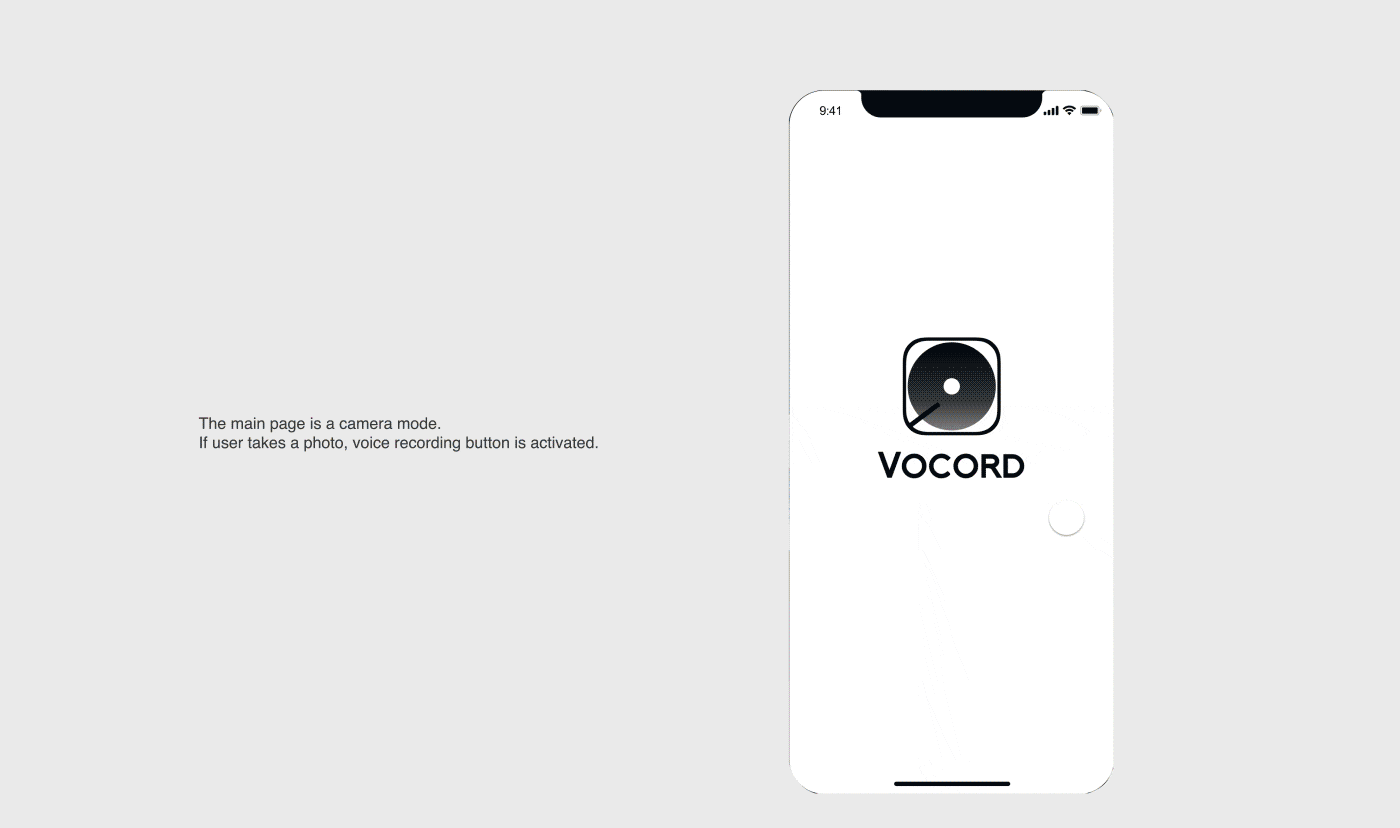 9:41
The main page is a camera mode.
If user takes a photo, voice recording button is activated.
VOCORD